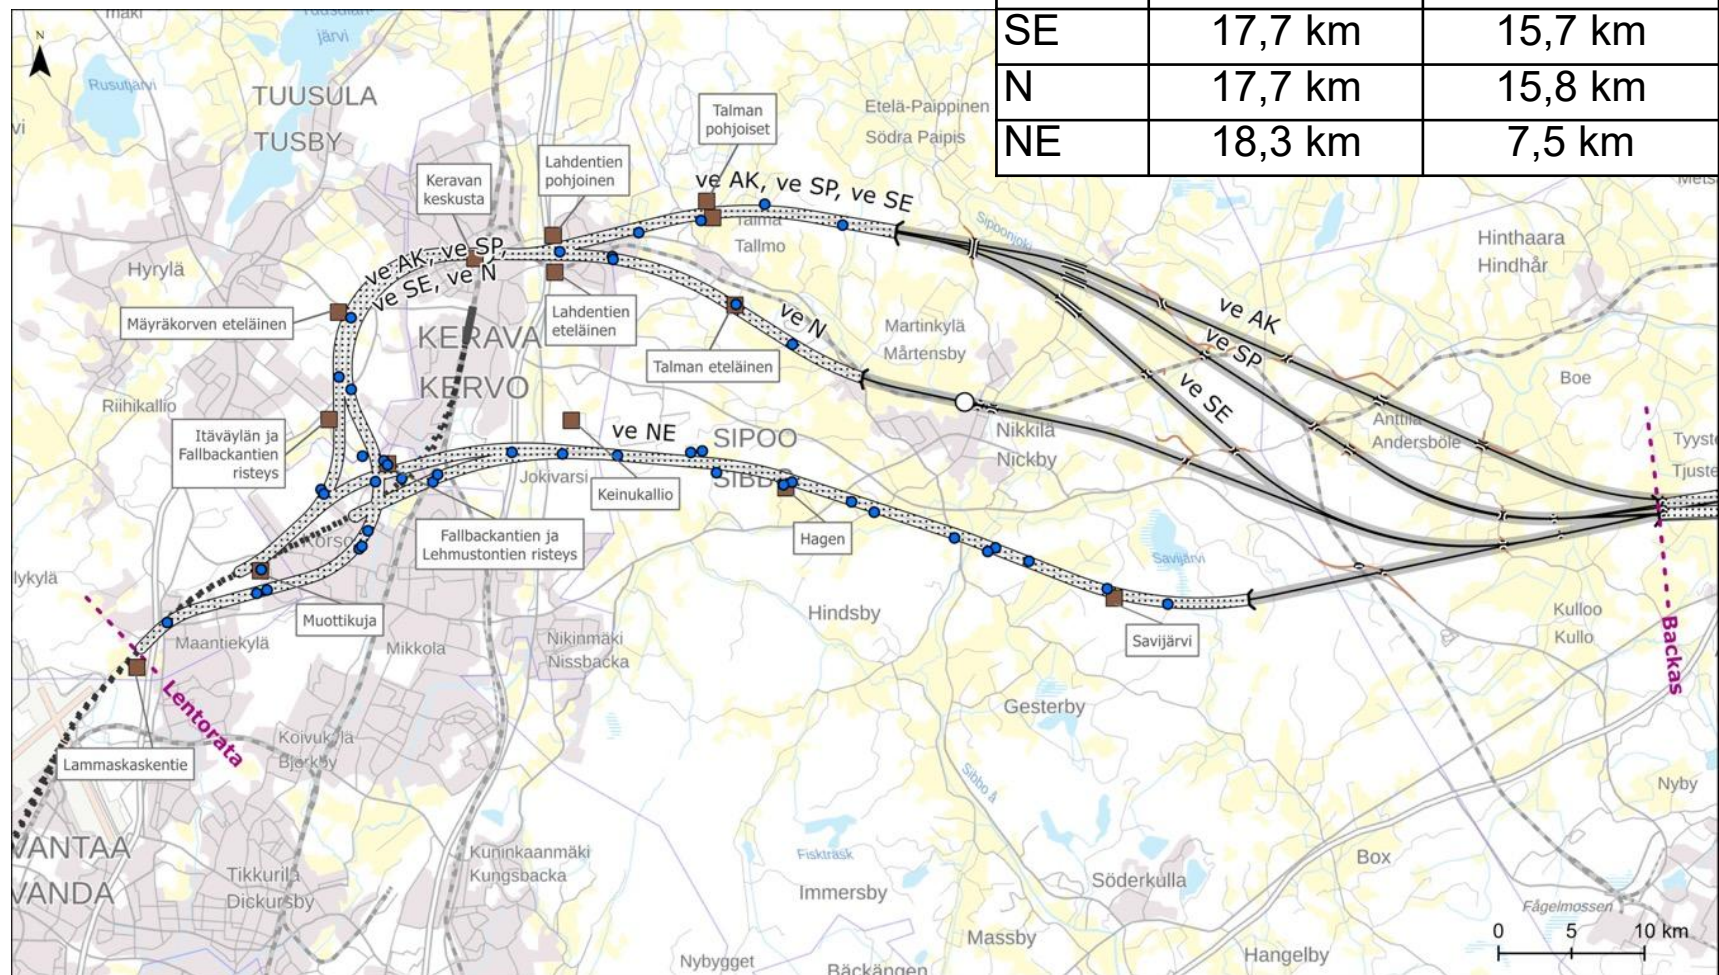 SE 17,7 km 15,7 km
N 17,7 km 15,8 km
NE 18,3 km 7,5 km
N
järvi
Rusutjärvi
TUUSULA
TUSBY
Etelä-Paippinen
Södra Paipis
Talman
pohjoiset
Lahdentien
pohjoinen
Keravan
keskusta
ve AK, ve SP, ve SE
Talma
Tallmo
Sipoonjoki
Hinthaara
Hindhår
Hyrylä
ve AK, ve SP,
ve SE, ve N
Mäyräkorven eteläinen
Lahdentien
eteläinen
ve N
Martinkylä
Mårtensby
ve AK
ve SP
ve SE
KERAVA
KERVO
Talman eteläinen
Boe
Riihikallio
Itäväylän ja
Fallbackantien
risteys
ve NE
SIPOO
SIBBO
Nikkilä
Nickby
Anttila
Andersböle
Jokivarsi
Keinukallio
Korso
Fallbackantien ja
Lehmustontien risteys
Hagen
Savijärvi
Muottikuja
Maantiekylä
Mikkola
Nikinmäki
Nissbacka
Hindsby
Savijärvi
Kulloo
Kullo
Backas
Lentorata
Lammaskaskentie
Koivukylä
Björkby
Gesterby
Sibbo å
Nyby
VANTAA
VANDA
Tikkurila
Dickursby
Kuninkaanmäki
Kungsbacka
Fiskträsk
Immersby
Box
Söderkulla
Fågelmossen
Massby
Hangelby
Nybygget
Bäckängen
0 5 10 km